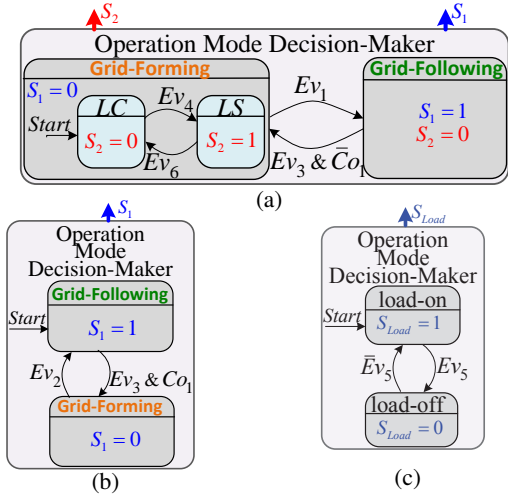 S₂
S₁
Operation Mode Decision-Maker
Grid-Forming
Grid-Following
S₁ = 0
LC
Ev₄
LS
Ev₁
Start
S₂ = 0
S₂ = 1
S₁ = 1
S₂ = 0
Ev₆
Ev₃ & C̄o₁
(a)
S₁
Operation
Mode
Decision-Maker
Grid-Following
Start
S₁ = 1
Ev₂
Ev₃ & Co₁
Grid-Forming
S₁ = 0
(b)
S_Load
Operation
Mode
Decision-Maker
load-on
Start
S_Load = 1
Ēv₅
Ev₅
load-off
S_Load = 0
(c)